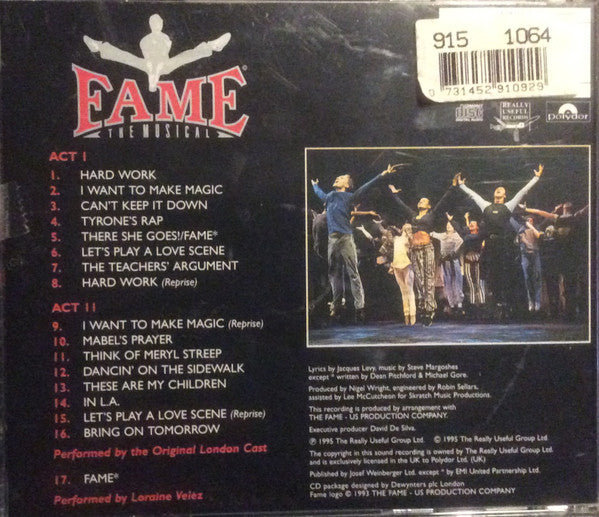 915 1064
0 731452 910929
FAME®
THE MUSICAL
COMPACT
disc
DIGITAL AUDIO
REALLY
USEFUL
RECORDS
polydor
ACT I
1. HARD WORK
2. I WANT TO MAKE MAGIC
3. CAN'T KEEP IT DOWN
4. TYRONE'S RAP
5. THERE SHE GOES!/FAME*
6. LET'S PLAY A LOVE SCENE
7. THE TEACHERS' ARGUMENT
8. HARD WORK (Reprise)
ACT 11
9. I WANT TO MAKE MAGIC (Reprise)
10. MABEL'S PRAYER
11. THINK OF MERYL STREEP
12. DANCIN' ON THE SIDEWALK
13. THESE ARE MY CHILDREN
14. IN L.A.
15. LET'S PLAY A LOVE SCENE (Reprise)
16. BRING ON TOMORROW
Performed by the Original London Cast
17. FAME*
Performed by Loraine Velez
Lyrics by Jacques Levy, music by Steve Margoshes
except * written by Dean Pitchford & Michael Gore.
Produced by Nigel Wright, engineered by Robin Sellars,
assisted by Lee McCutcheon for Skratch Music Productions.
This recording is produced by arrangement with
THE FAME - US PRODUCTION COMPANY.
Executive producer David De Silva.
℗ 1995 The Really Useful Group Ltd. © 1995 The Really Useful Group Ltd.
The copyright in this sound recording is owned by The Really Useful Group Ltd.
and is exclusively licensed in the UK to Polydor Ltd. (UK)
Published by Josef Weinberger Ltd. except * by EMI United Partnership Ltd.
CD package designed by Dewynters plc London
Fame logo © 1993 THE FAME - US PRODUCTION COMPANY